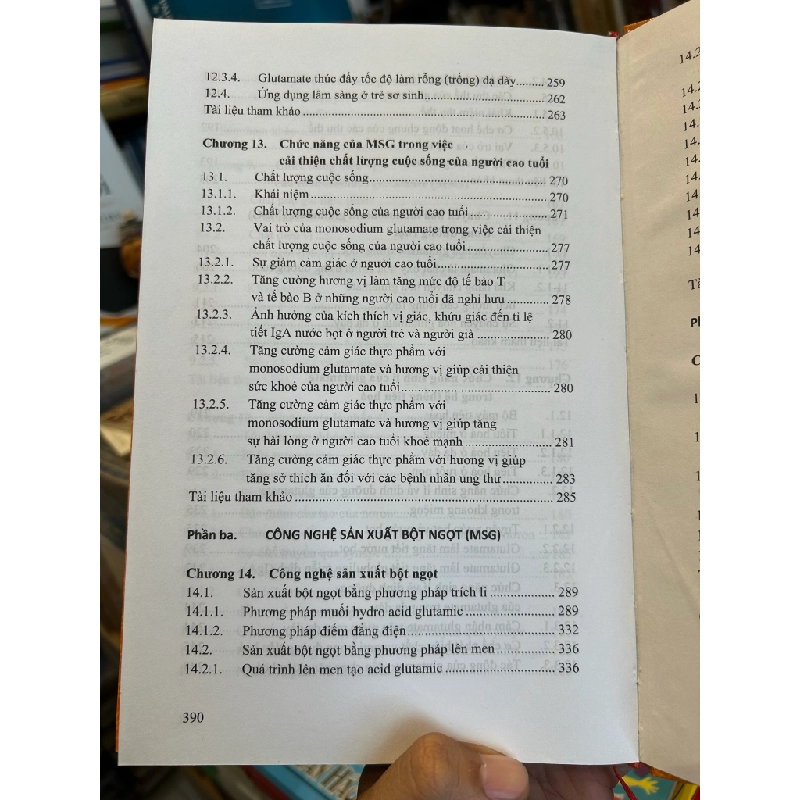 12.3.4. Glutamate thúc đẩy tốc độ làm rỗng (trống) dạ dày 259
12.4. Ứng dụng lâm sàng ở trẻ sơ sinh 262
Tài liệu tham khảo 263
Chương 13. Chức năng của MSG trong việc
cải thiện chất lượng cuộc sống của người cao tuổi
13.1. Chất lượng cuộc sống 270
13.1.1. Khái niệm 270
13.1.2. Chất lượng cuộc sống của người cao tuổi 271
13.2. Vai trò của monosodium glutamate trong việc cải thiện
chất lượng cuộc sống của người cao tuổi 277
13.2.1. Sự giảm cảm giác ở người cao tuổi 277
13.2.2. Tăng cường hương vị làm tăng mức độ tế bào T
và tế bào B ở những người cao tuổi đã nghỉ hưu 278
13.2.3. Ảnh hưởng của kích thích vị giác, khứu giác đến tỉ lệ
tiết IgA nước bọt ở người trẻ và người già 280
13.2.4. Tăng cường cảm giác thực phẩm với
monosodium glutamate và hương vị giúp cải thiện
sức khoẻ của người cao tuổi 280
13.2.5. Tăng cường cảm giác thực phẩm với
monosodium glutamate và hương vị giúp tăng
sự hài lòng ở người cao tuổi khoẻ mạnh 281
13.2.6. Tăng cường cảm giác thực phẩm với hương vị giúp
tăng sở thích ăn đối với các bệnh nhân ung thư 283
Tài liệu tham khảo 285
Phần ba. CÔNG NGHỆ SẢN XUẤT BỘT NGỌT (MSG)
Chương 14. Công nghệ sản xuất bột ngọt
14.1. Sản xuất bột ngọt bằng phương pháp trích li 289
14.1.1. Phương pháp muối hydro acid glutamic 289
14.1.2. Phương pháp điểm đẳng điện 332
14.2. Sản xuất bột ngọt bằng phương pháp lên men 336
14.2.1. Quá trình lên men tạo acid glutamic 336
390